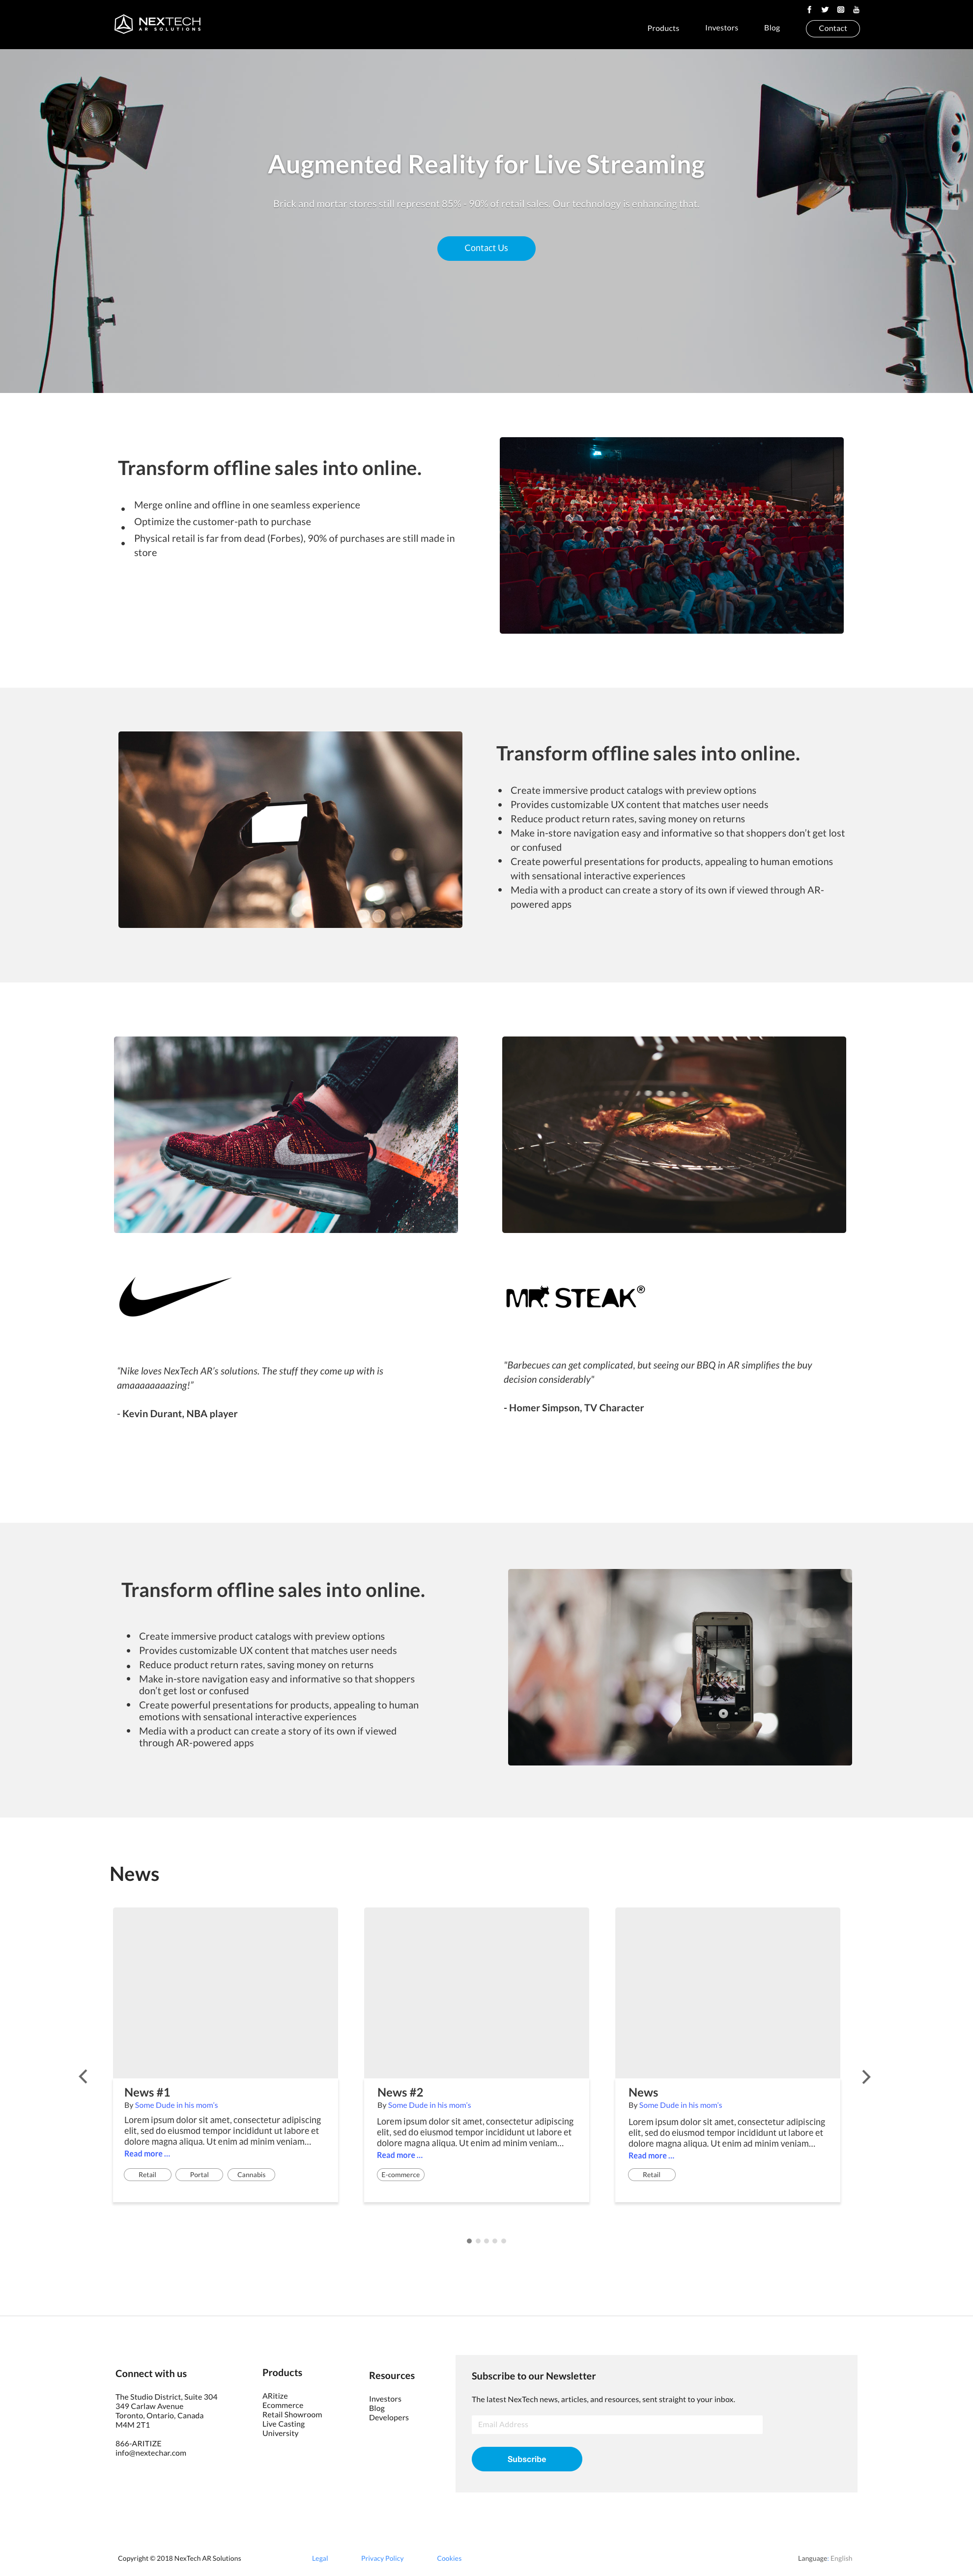 NEXTECH
AR SOLUTIONS
Products
Investors
Blog
Contact
Augmented Reality for Live Streaming
Brick and mortar stores still represent 85% - 90% of retail sales. Our technology is enhancing that.
Contact Us
Transform offline sales into online.
Merge online and offline in one seamless experience
Optimize the customer-path to purchase
Physical retail is far from dead (Forbes), 90% of purchases are still made in
store
Transform offline sales into online.
Create immersive product catalogs with preview options
Provides customizable UX content that matches user needs
Reduce product return rates, saving money on returns
Make in-store navigation easy and informative so that shoppers don’t get lost
or confused
Create powerful presentations for products, appealing to human emotions
with sensational interactive experiences
Media with a product can create a story of its own if viewed through AR-
powered apps
MR. STEAK®
“Nike loves NexTech AR’s solutions. The stuff they come up with is
amaaaaaaaazing!”
- Kevin Durant, NBA player
"Barbecues can get complicated, but seeing our BBQ in AR simplifies the buy
decision considerably"
- Homer Simpson, TV Character
Transform offline sales into online.
Create immersive product catalogs with preview options
Provides customizable UX content that matches user needs
Reduce product return rates, saving money on returns
Make in-store navigation easy and informative so that shoppers
don’t get lost or confused
Create powerful presentations for products, appealing to human
emotions with sensational interactive experiences
Media with a product can create a story of its own if viewed
through AR-powered apps
News
News #1
By Some Dude in his mom’s
Lorem ipsum dolor sit amet, consectetur adipiscing
elit, sed do eiusmod tempor incididunt ut labore et
dolore magna aliqua. Ut enim ad minim veniam...
Read more ...
Retail
Portal
Cannabis
News #2
By Some Dude in his mom’s
Lorem ipsum dolor sit amet, consectetur adipiscing
elit, sed do eiusmod tempor incididunt ut labore et
dolore magna aliqua. Ut enim ad minim veniam...
Read more ...
E-commerce
News
By Some Dude in his mom’s
Lorem ipsum dolor sit amet, consectetur adipiscing
elit, sed do eiusmod tempor incididunt ut labore et
dolore magna aliqua. Ut enim ad minim veniam...
Read more ...
Retail
Connect with us
The Studio District, Suite 304
349 Carlaw Avenue
Toronto, Ontario, Canada
M4M 2T1
866-ARITIZE
info@nextechar.com
Products
ARitize
Ecommerce
Retail Showroom
Live Casting
University
Resources
Investors
Blog
Developers
Subscribe to our Newsletter
The latest NexTech news, articles, and resources, sent straight to your inbox.
Email Address
Subscribe
Copyright © 2018 NexTech AR Solutions
Legal
Privacy Policy
Cookies
Language: English